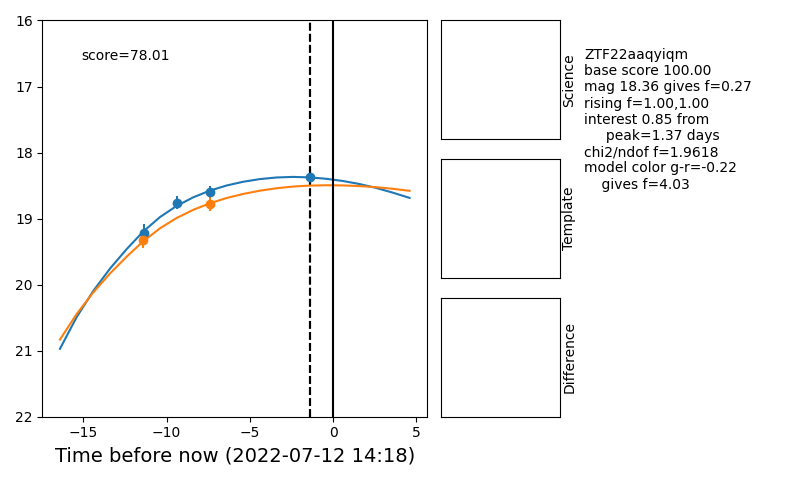 score=78.01
16
17
18
19
20
21
22
−15
−10
−5
0
5
Time before now (2022-07-12 14:18)
Science
Template
Difference
ZTF22aaqyiqm
base score 100.00
mag 18.36 gives f=0.27
rising f=1.00,1.00
interest 0.85 from
peak=1.37 days
chi2/ndof f=1.9618
model color g-r=-0.22
gives f=4.03